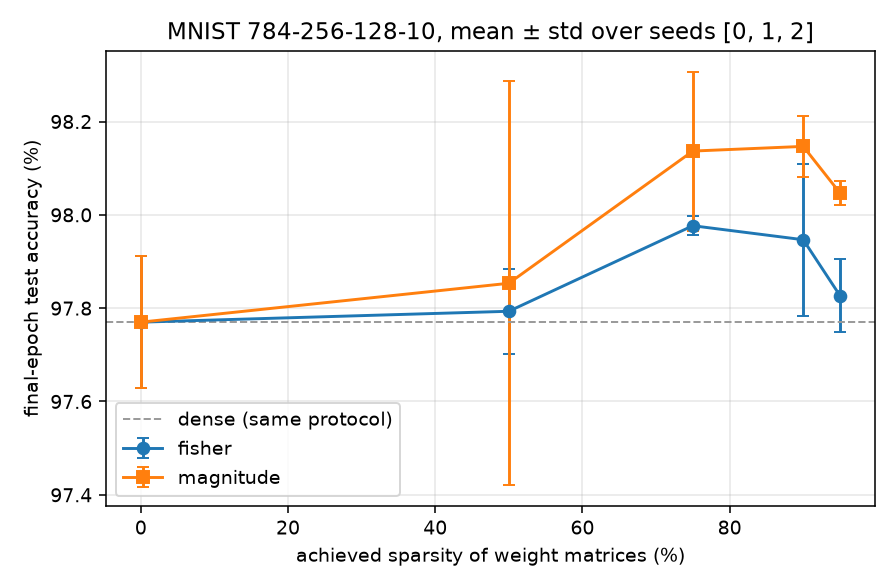 MNIST 784-256-128-10, mean ± std over seeds [0, 1, 2]
final-epoch test accuracy (%)
98.2
98.0
97.8
97.6
97.4
dense (same protocol)
fisher
magnitude
0 20 40 60 80
achieved sparsity of weight matrices (%)